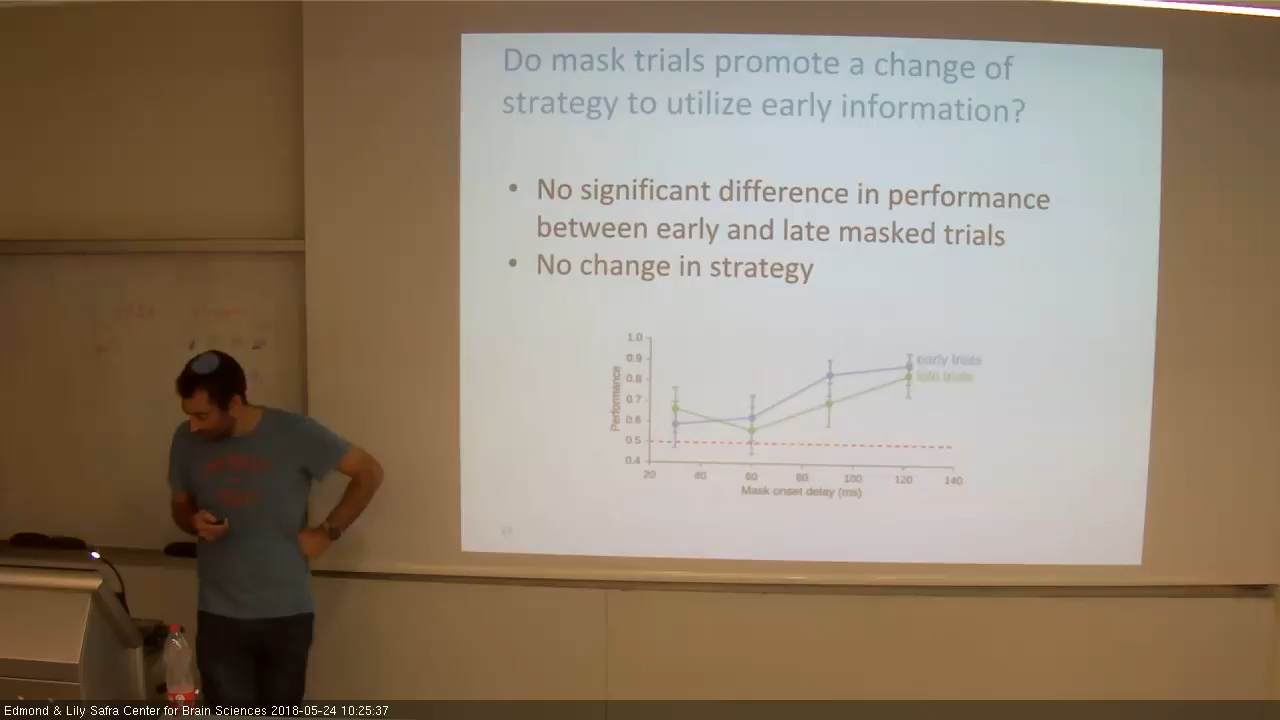 Do mask trials promote a change of
strategy to utilize early information?
• No significant difference in performance
between early and late masked trials
• No change in strategy
1.0
0.9
0.8
0.7
0.6
0.5
0.4
Performance
early trials
late trials
20 40 60 80 100 120 140
Mask onset delay (ms)
Edmond & Lily Safra Center for Brain Sciences 2018-05-24 10:25:37